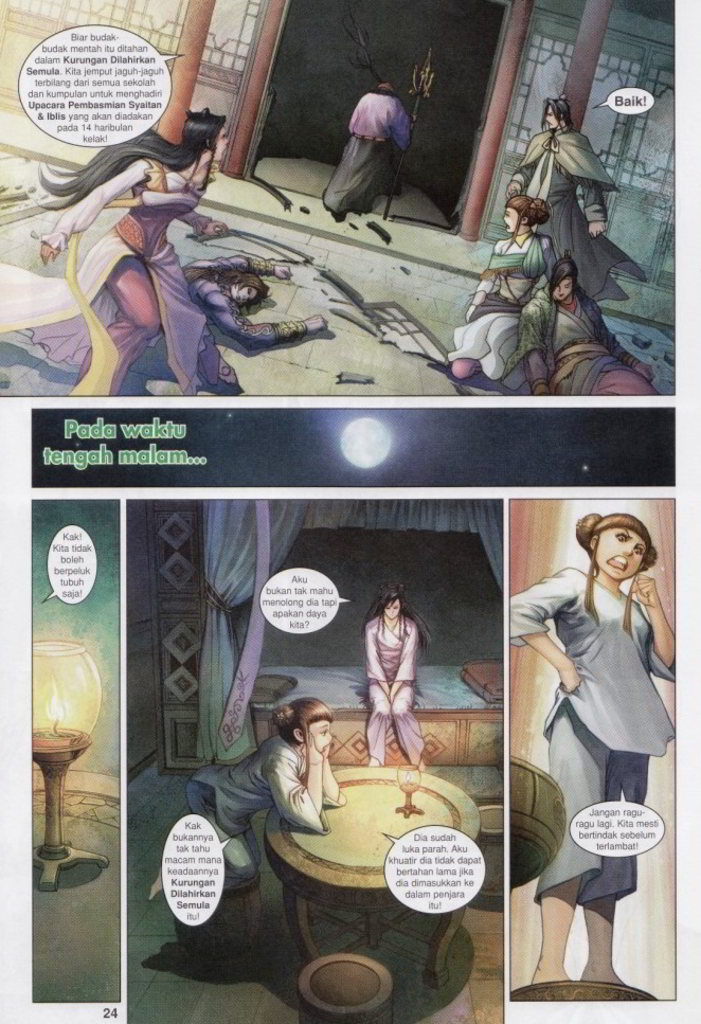 Biar budak-
budak mentah itu ditahan
dalam Kurungan Dilahirkan
Semula. Kita jemput jaguh-jaguh
terbilang dari semua sekolah
dan kumpulan untuk menghadiri
Upacara Pembasmian Syaitan
& Iblis yang akan diadakan
pada 14 haribulan
kelak!
Baik!
Pada waktu
tengah malam...
Kak!
Kita tidak
boleh
berpeluk
tubuh
saja!
Aku
bukan tak mahu
menolong dia tapi
apakan daya
kita?
Kak
bukannya
tak tahu
macam mana
keadaannya
Kurungan
Dilahirkan
Semula
itu!
Dia sudah
luka parah. Aku
khuatir dia tidak dapat
bertahan lama jika
dia dimasukkan ke
dalam penjara
itu!
Jangan ragu-
ragu lagi. Kita mesti
bertindak sebelum
terlambat!
24